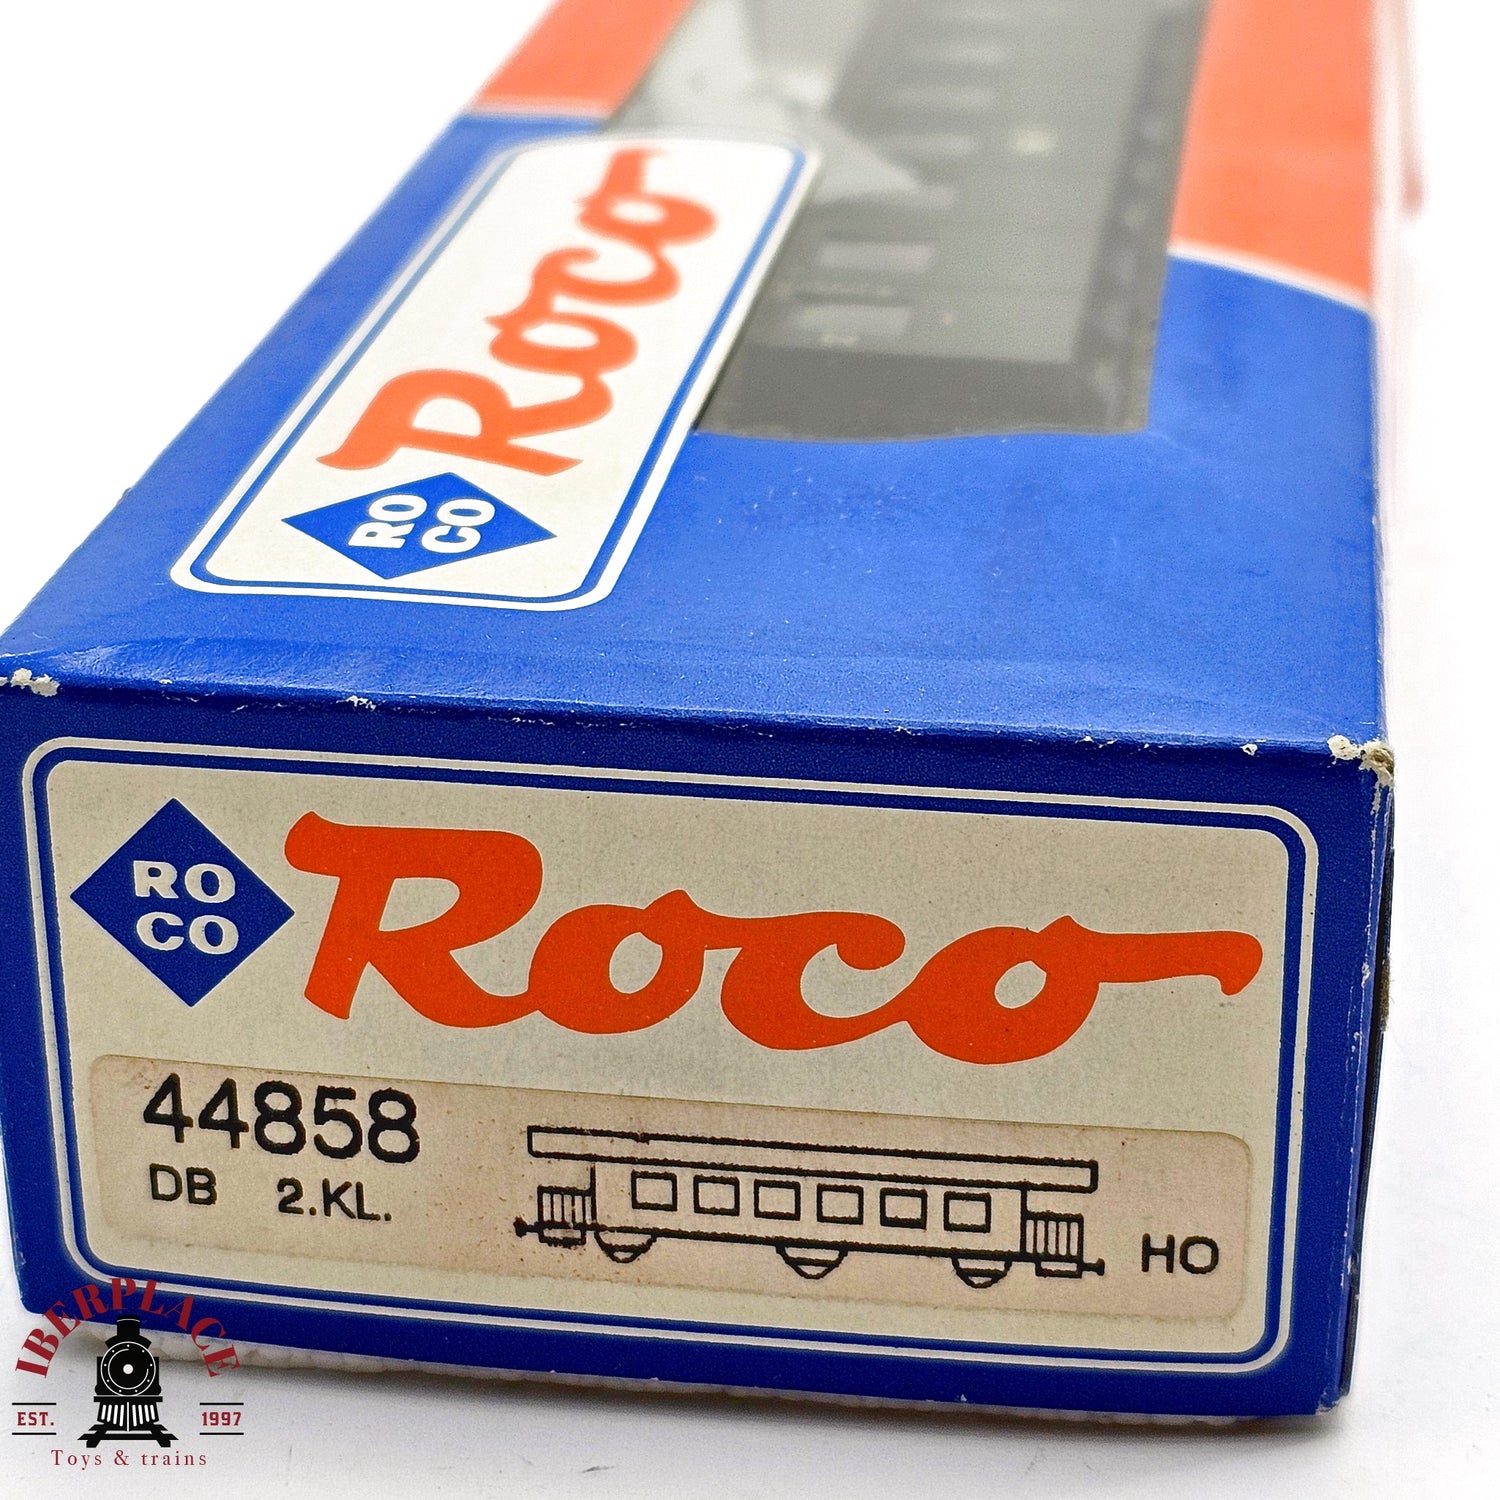 Roco
RO
CO
RO
CO
Roco
44858
DB 2.KL.
HO
IBERPLACE
EST. 1997
Toys & trains